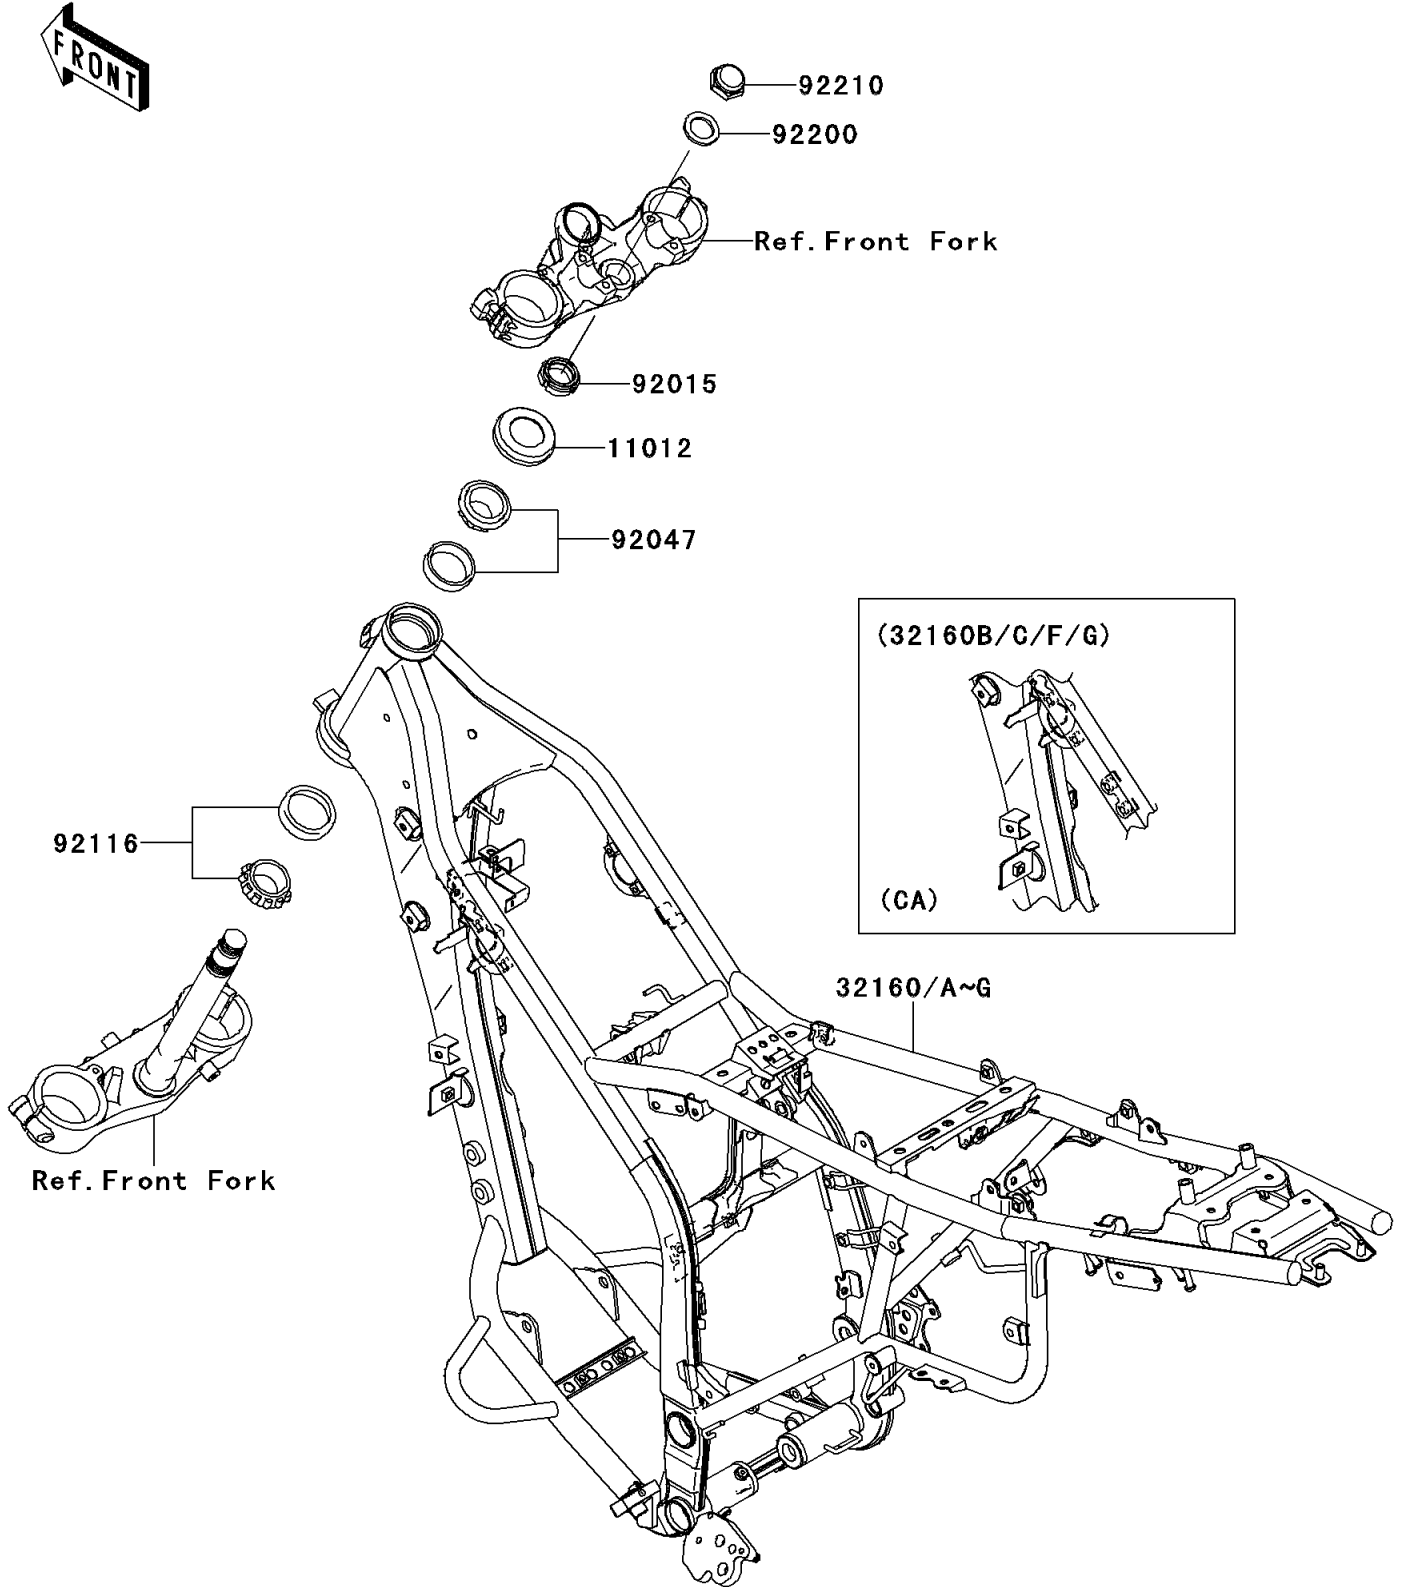 FRONT
92210
92200
Ref.Front Fork
92015
11012
92047
(32160B/C/F/G)
92116
(CA)
32160/A~G
Ref.Front Fork